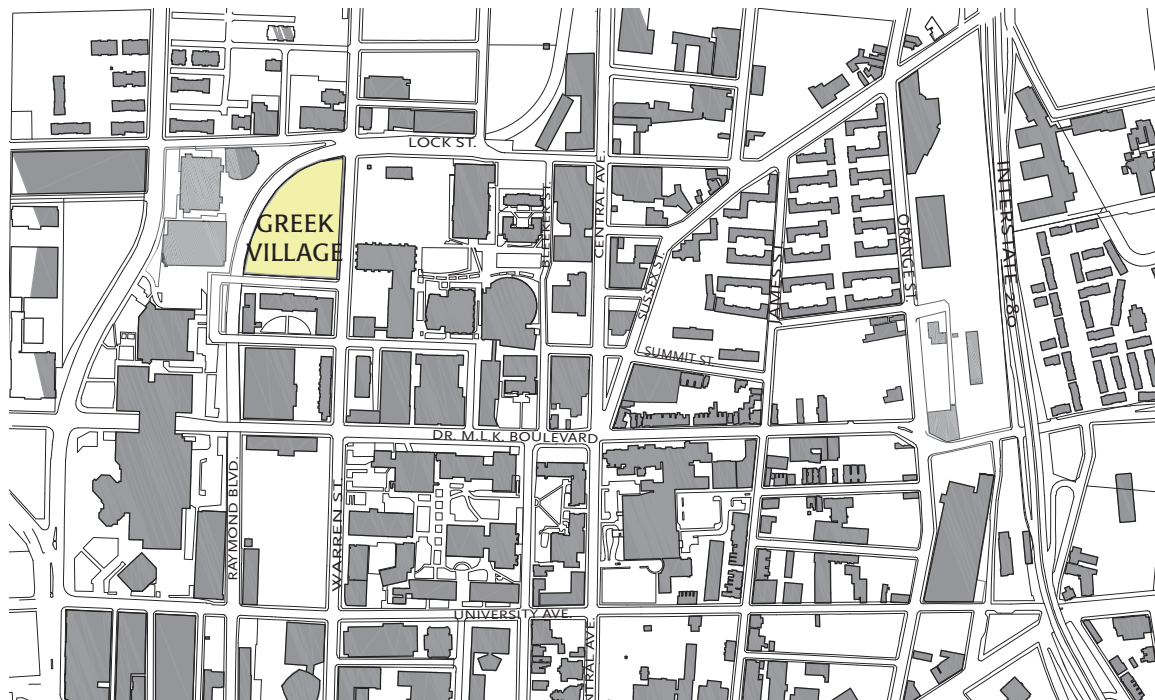 LOCK ST.
GREEK
VILLAGE
CENTRAL AVE.
SUSSEX ST.
ORANGE ST
INTERSTATE 280
SUMMIT ST
DR. M.L.K. BOULEVARD
RAYMOND BLVD.
WARREN ST.
UNIVERSITY AVE.